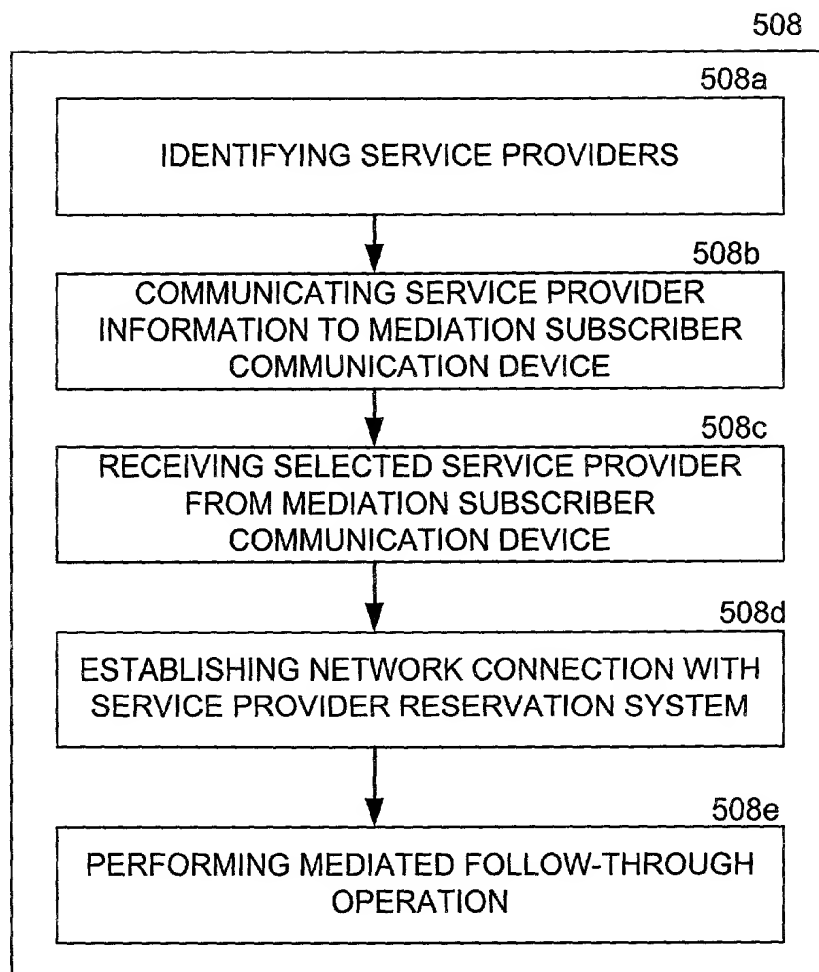 508
508a
IDENTIFYING SERVICE PROVIDERS
508b
COMMUNICATING SERVICE PROVIDER
INFORMATION TO MEDIATION SUBSCRIBER
COMMUNICATION DEVICE
508c
RECEIVING SELECTED SERVICE PROVIDER
FROM MEDIATION SUBSCRIBER
COMMUNICATION DEVICE
508d
ESTABLISHING NETWORK CONNECTION WITH
SERVICE PROVIDER RESERVATION SYSTEM
508e
PERFORMING MEDIATED FOLLOW-THROUGH
OPERATION